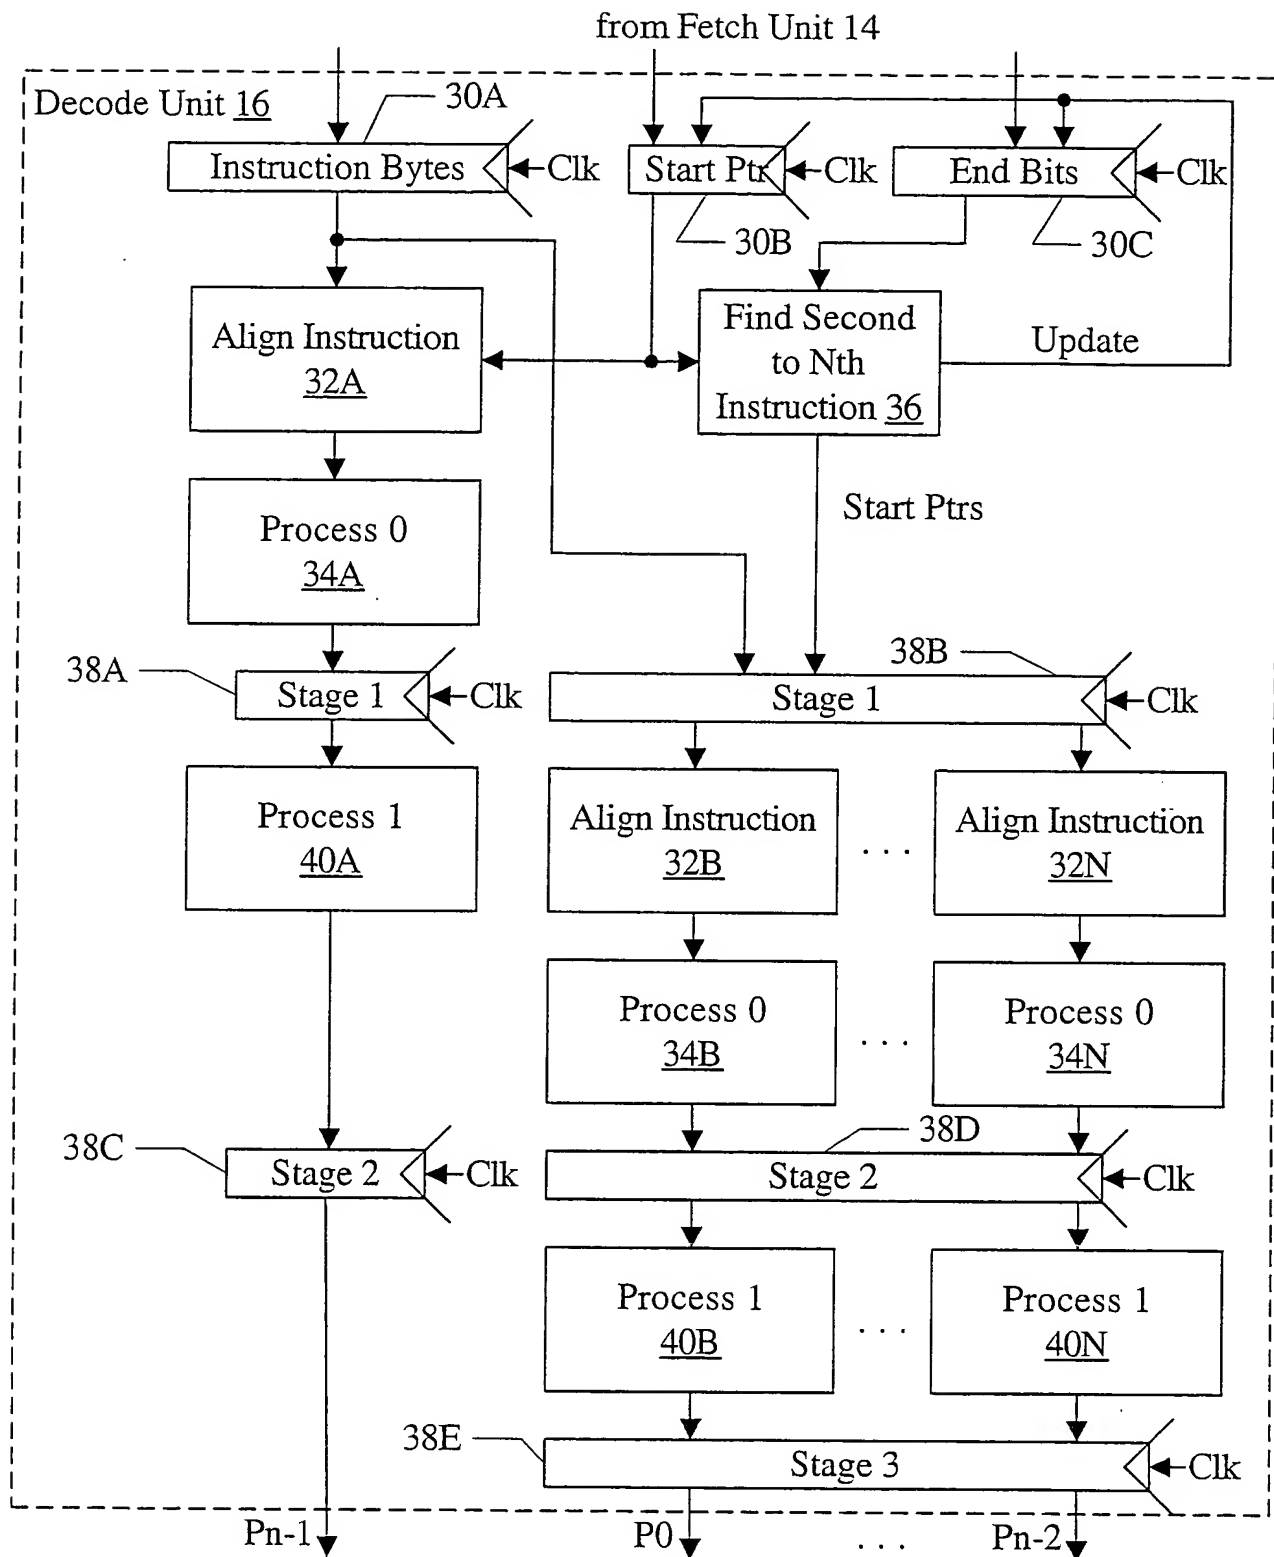 from Fetch Unit 14
Decode Unit 16
30A
Instruction Bytes
Clk
Start Ptr
Clk
End Bits
Clk
30B
30C
Align Instruction
32A
Find Second
to Nth
Instruction 36
Update
Process 0
34A
Start Ptrs
38A
Stage 1
Clk
38B
Stage 1
Clk
Process 1
40A
Align Instruction
32B
. . .
Align Instruction
32N
Process 0
34B
. . .
Process 0
34N
38C
Stage 2
Clk
38D
Stage 2
Clk
Process 1
40B
. . .
Process 1
40N
38E
Stage 3
Clk
Pn-1
P0
. . .
Pn-2